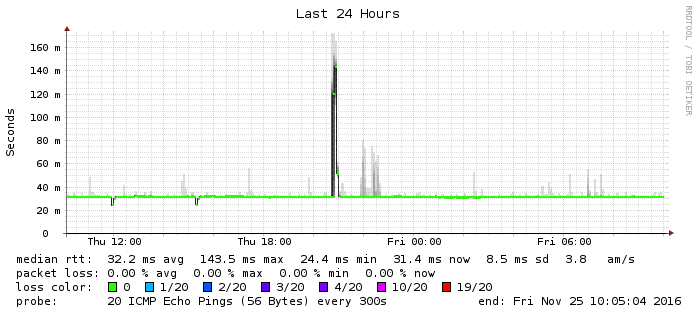 Last 24 Hours
RRDTOOL / TOBI OETIKER
Seconds
160 m
140 m
120 m
100 m
80 m
60 m
40 m
20 m
0
Thu 12:00 Thu 18:00 Fri 00:00 Fri 06:00
median rtt: 32.2 ms avg 143.5 ms max 24.4 ms min 31.4 ms now 8.5 ms sd 3.8 am/s
packet loss: 0.00 % avg 0.00 % max 0.00 % min 0.00 % now
loss color: 0 1/20 2/20 3/20 4/20 10/20 19/20
probe: 20 ICMP Echo Pings (56 Bytes) every 300s end: Fri Nov 25 10:05:04 2016